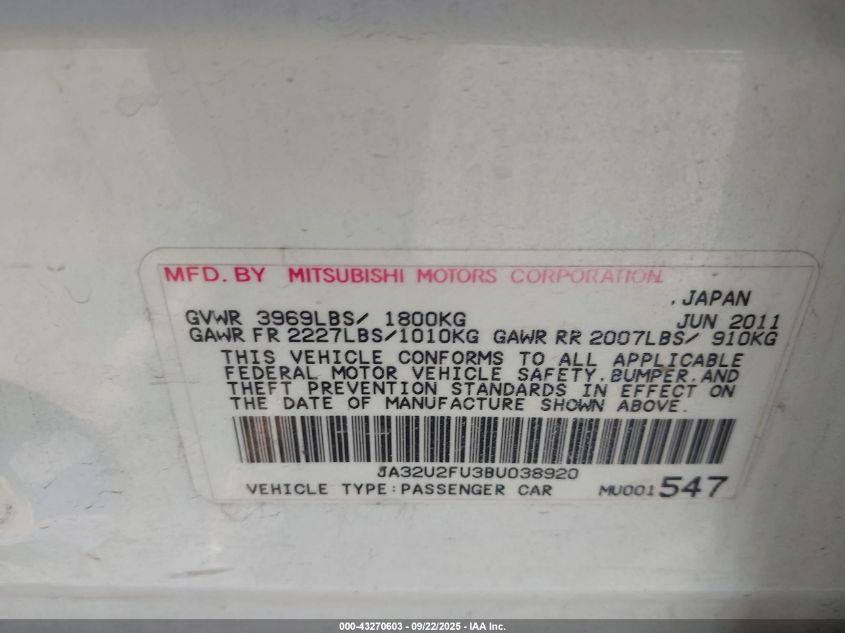 MFD. BY MITSUBISHI MOTORS CORPORATION
, JAPAN
GVWR 3969LBS/ 1800KG JUN 2011
GAWR FR 2227LBS/1010KG GAWR RR 2007LBS/ 910KG
THIS VEHICLE CONFORMS TO ALL APPLICABLE
FEDERAL MOTOR VEHICLE SAFETY, BUMPER, AND
THEFT PREVENTION STANDARDS IN EFFECT ON
THE DATE OF MANUFACTURE SHOWN ABOVE.
JA32U2FU3BU038920
VEHICLE TYPE:PASSENGER CAR MU001547
000-43270603 - 09/22/2025 - IAA Inc.